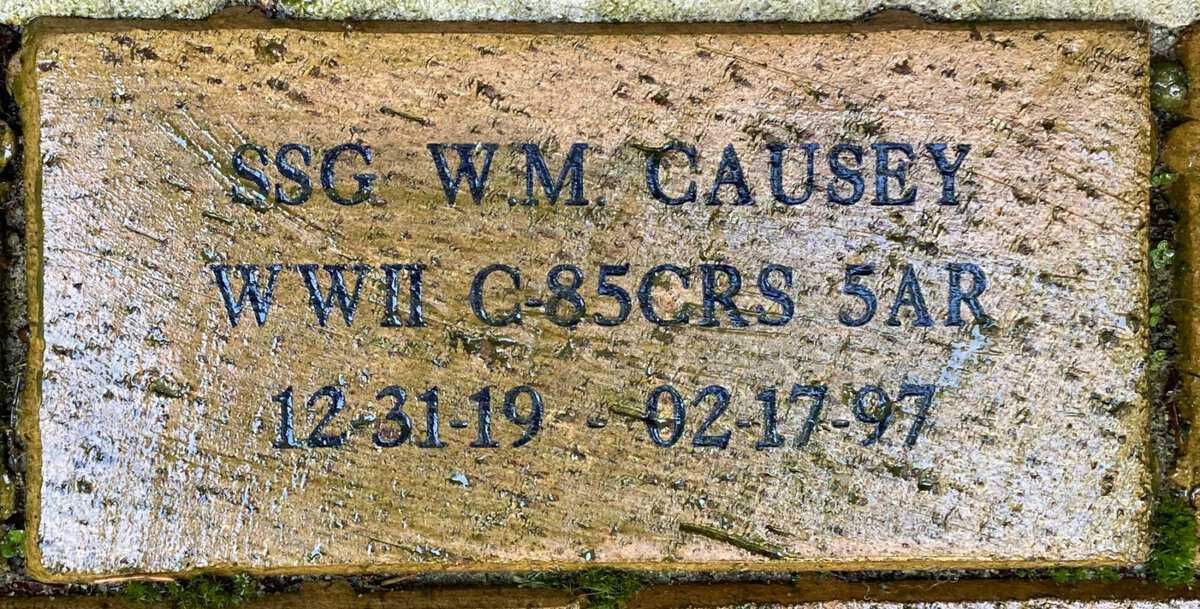 SSG. W.M. CAUSEY
WWII C-85CRS 5AR
12-31-19 - 02-17-97